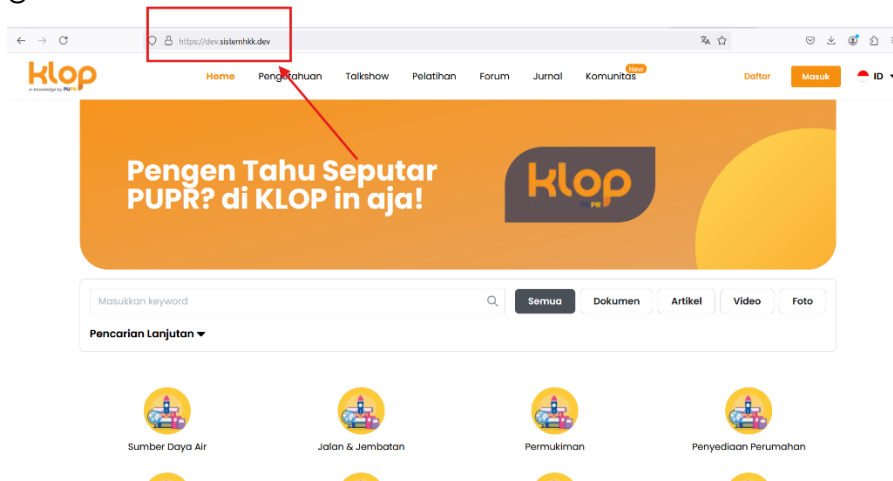 https://dev.sistemhkk.dev
klop
e-knowledge by PUPR
Home Pengetahuan Talkshow Pelatihan Forum Jurnal Komunitas New Daftar Masuk ID
Pengen Tahu Seputar
PUPR? di KLOP in aja!
klop
PUPR
Masukkan keyword Semua Dokumen Artikel Video Foto
Pencarian Lanjutan
Sumber Daya Air Jalan & Jembatan Permukiman Penyediaan Perumahan